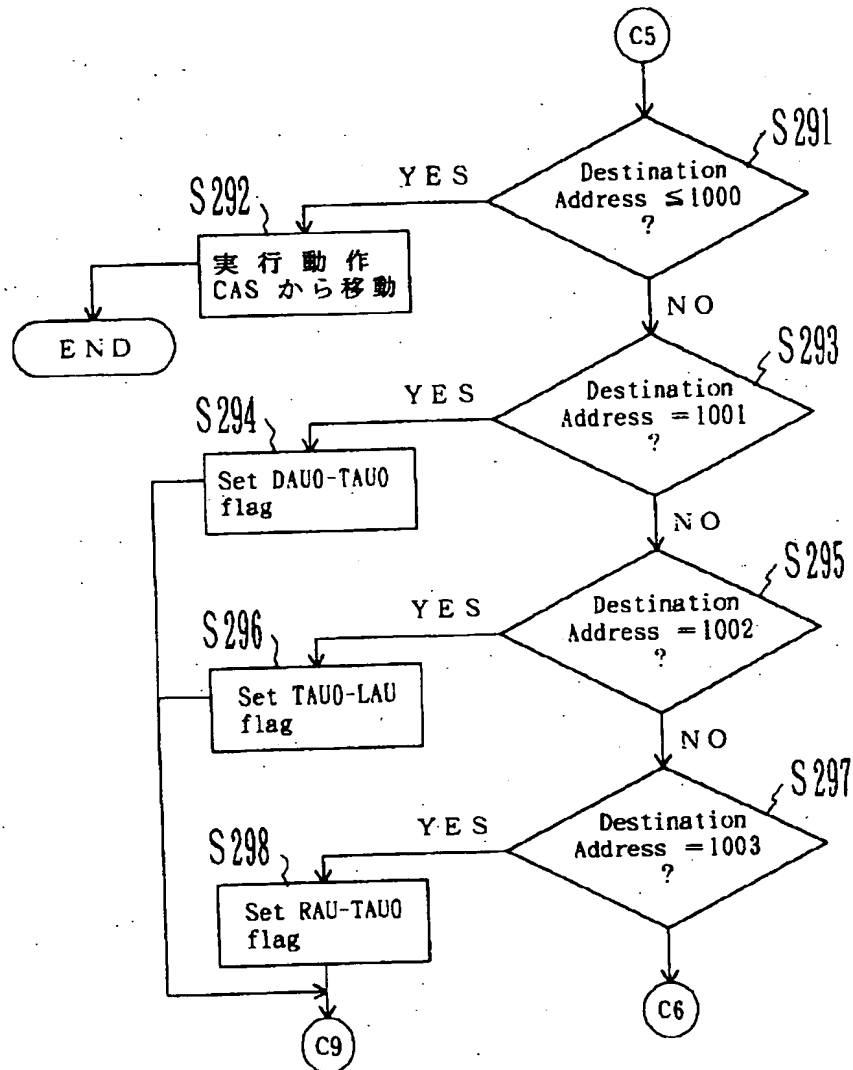 C5
S291
Destination
Address ≦1000
?
YES
S292
実行動作
CAS から移動
END
NO
S293
Destination
Address =1001
?
YES
S294
Set DAU0-TAU0
flag
NO
S295
Destination
Address =1002
?
YES
S296
Set TAU0-LAU
flag
NO
S297
Destination
Address =1003
?
YES
S298
Set RAU-TAU0
flag
C9
C6